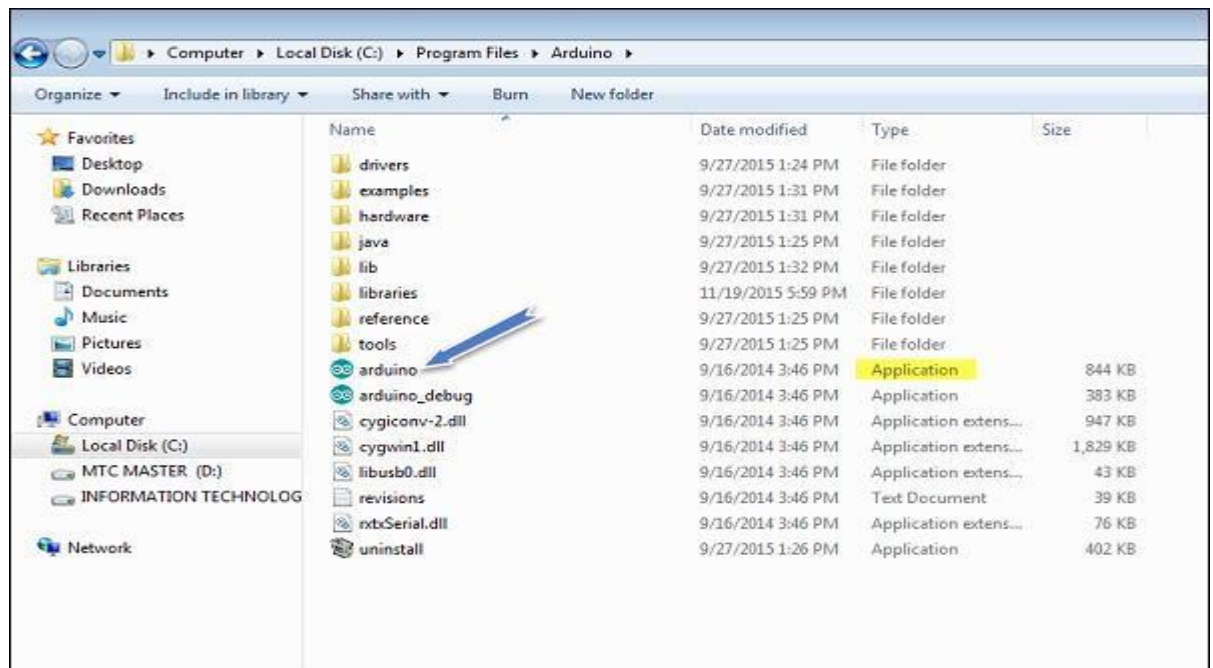 Computer Local Disk (C:) Program Files Arduino
Organize Include in library Share with Burn New folder
Favorites
Desktop
Downloads
Recent Places
Libraries
Documents
Music
Pictures
Videos
Computer
Local Disk (C:)
MTC MASTER (D:)
INFORMATION TECHNOLOG
Network
Name Date modified Type Size
drivers 9/27/2015 1:24 PM File folder
examples 9/27/2015 1:31 PM File folder
hardware 9/27/2015 1:31 PM File folder
java 9/27/2015 1:25 PM File folder
lib 9/27/2015 1:32 PM File folder
libraries 11/19/2015 5:59 PM File folder
reference 9/27/2015 1:25 PM File folder
tools 9/27/2015 1:25 PM File folder
arduino 9/16/2014 3:46 PM Application 844 KB
arduino_debug 9/16/2014 3:46 PM Application 383 KB
cygiconv-2.dll 9/16/2014 3:46 PM Application extens... 947 KB
cygwin1.dll 9/16/2014 3:46 PM Application extens... 1,829 KB
libusb0.dll 9/16/2014 3:46 PM Application extens... 43 KB
revisions 9/16/2014 3:46 PM Text Document 39 KB
rxtxSerial.dll 9/16/2014 3:46 PM Application extens... 76 KB
uninstall 9/27/2015 1:26 PM Application 402 KB